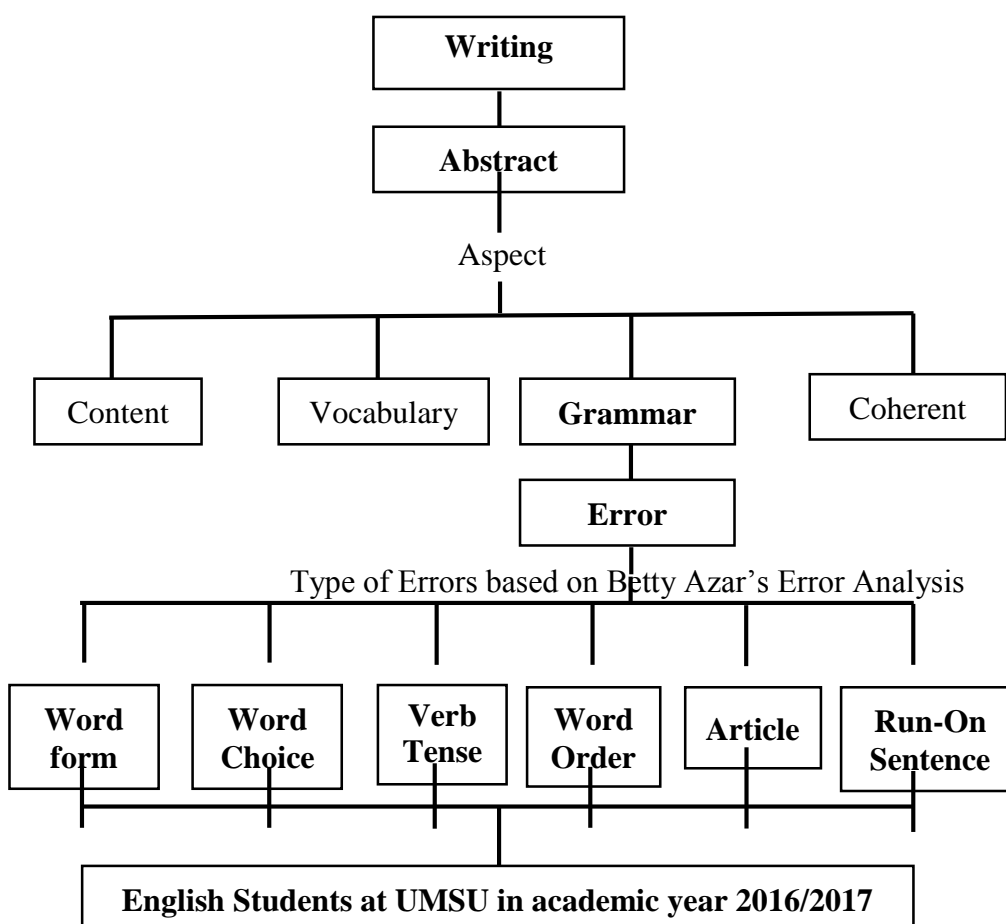 Writing
Abstract
Aspect
Content
Vocabulary
Grammar
Coherent
Error
Type of Errors based on Betty Azar’s Error Analysis
Word
form
Word
Choice
Verb
Tense
Word
Order
Article
Run-On
Sentence
English Students at UMSU in academic year 2016/2017